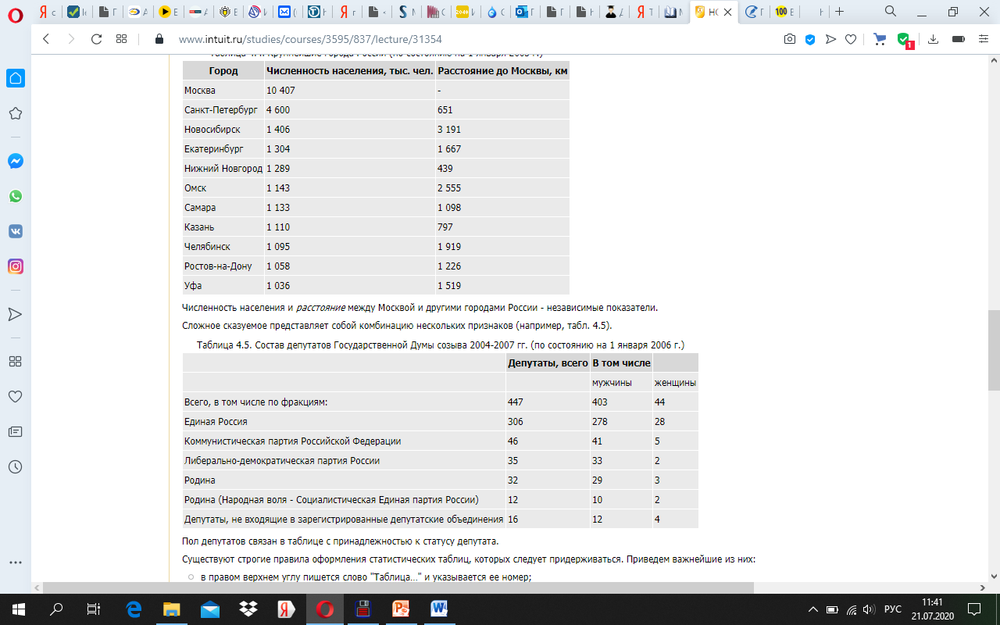 www.intuit.ru/studies/courses/3595/837/lecture/31354
Город Численность населения, тыс. чел. Расстояние до Москвы, км
Москва 10 407 -
Санкт-Петербург 4 600 651
Новосибирск 1 406 3 191
Екатеринбург 1 304 1 667
Нижний Новгород 1 289 439
Омск 1 143 2 555
Самара 1 133 1 098
Казань 1 110 797
Челябинск 1 095 1 919
Ростов-на-Дону 1 058 1 226
Уфа 1 036 1 519
Численность населения и расстояние между Москвой и другими городами России - независимые показатели.
Сложное сказуемое представляет собой комбинацию нескольких признаков (например, табл. 4.5).
Таблица 4.5. Состав депутатов Государственной Думы созыва 2004-2007 гг. (по состоянию на 1 января 2006 г.)
Депутаты, всего В том числе
мужчины женщины
Всего, в том числе по фракциям: 447 403 44
Единая Россия 306 278 28
Коммунистическая партия Российской Федерации 46 41 5
Либерально-демократическая партия России 35 33 2
Родина 32 29 3
Родина (Народная воля - Социалистическая Единая партия России) 12 10 2
Депутаты, не входящие в зарегистрированные депутатские объединения 16 12 4
Пол депутатов связан в таблице с принадлежностью к статусу депутата.
Существуют строгие правила оформления статистических таблиц, которых следует придерживаться. Приведем важнейшие из них:
в правом верхнем углу пишется слово "Таблица..." и указывается ее номер;
РУС
11:41
21.07.2020